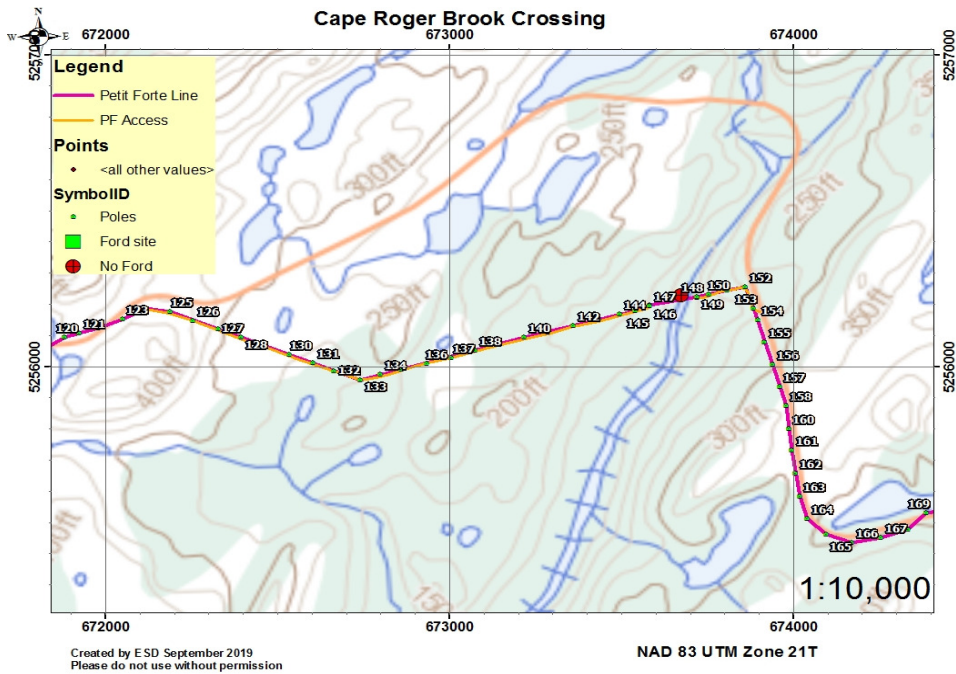 Cape Roger Brook Crossing
N
W E
672000 673000 674000
5257000 5257000
Legend
Petit Forte Line
PF Access
Points
<all other values>
SymbolID
Poles
Ford site
No Ford
250ft
300ft
250ft
350ft
152
147 148 150
125 144 153
123 126 146 149 154
120 121 127 142 145
128 140 155
130 138
131 136 137 156
5256000 132 134 5256000
133 157
400ft 200ft 158
300ft 160
161
162
163
164 169
166 167
165
1:10,000
672000 673000 674000
Created by ESD September 2019
Please do not use without permission
NAD 83 UTM Zone 21T